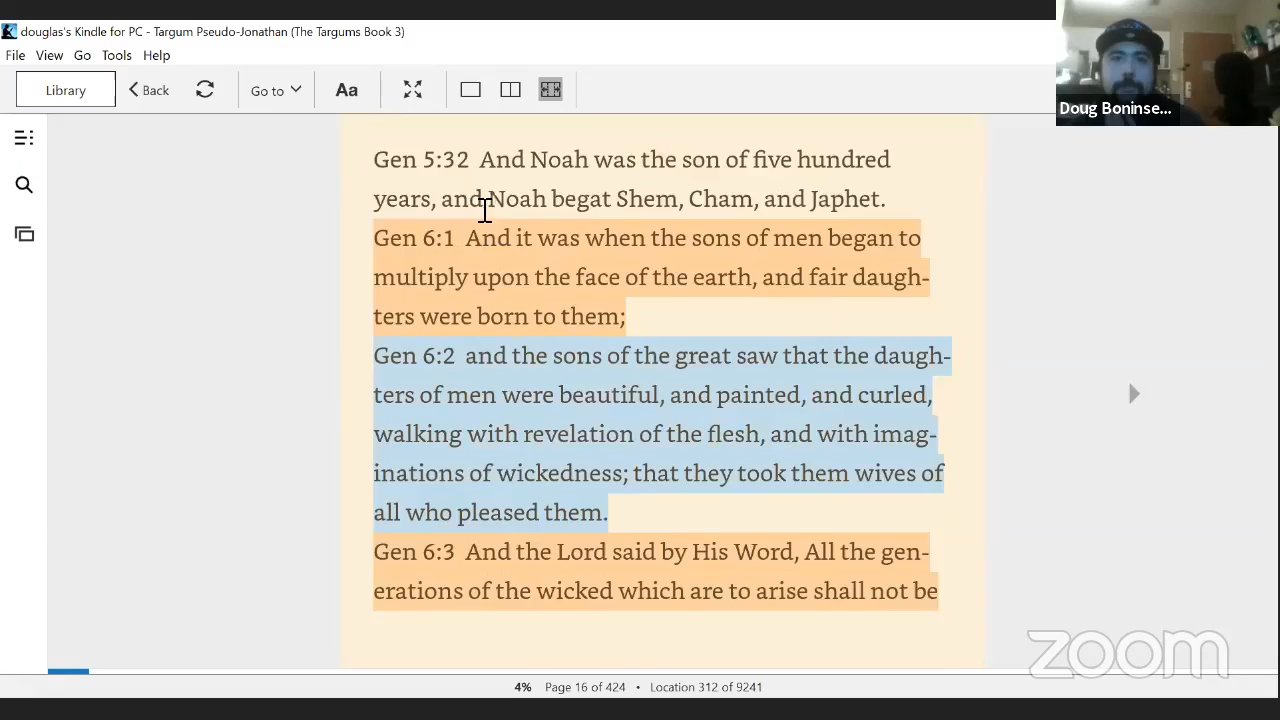 douglas's Kindle for PC - Targum Pseudo-Jonathan (The Targums Book 3)
File View Go Tools Help
Library Back Go to Aa
Doug Boninse...
Gen 5:32 And Noah was the son of five hundred
years, and Noah begat Shem, Cham, and Japhet.
Gen 6:1 And it was when the sons of men began to
multiply upon the face of the earth, and fair daugh-
ters were born to them;
Gen 6:2 and the sons of the great saw that the daugh-
ters of men were beautiful, and painted, and curled,
walking with revelation of the flesh, and with imag-
inations of wickedness; that they took them wives of
all who pleased them.
Gen 6:3 And the Lord said by His Word, All the gen-
erations of the wicked which are to arise shall not be
zoom
4% Page 16 of 424 • Location 312 of 9241